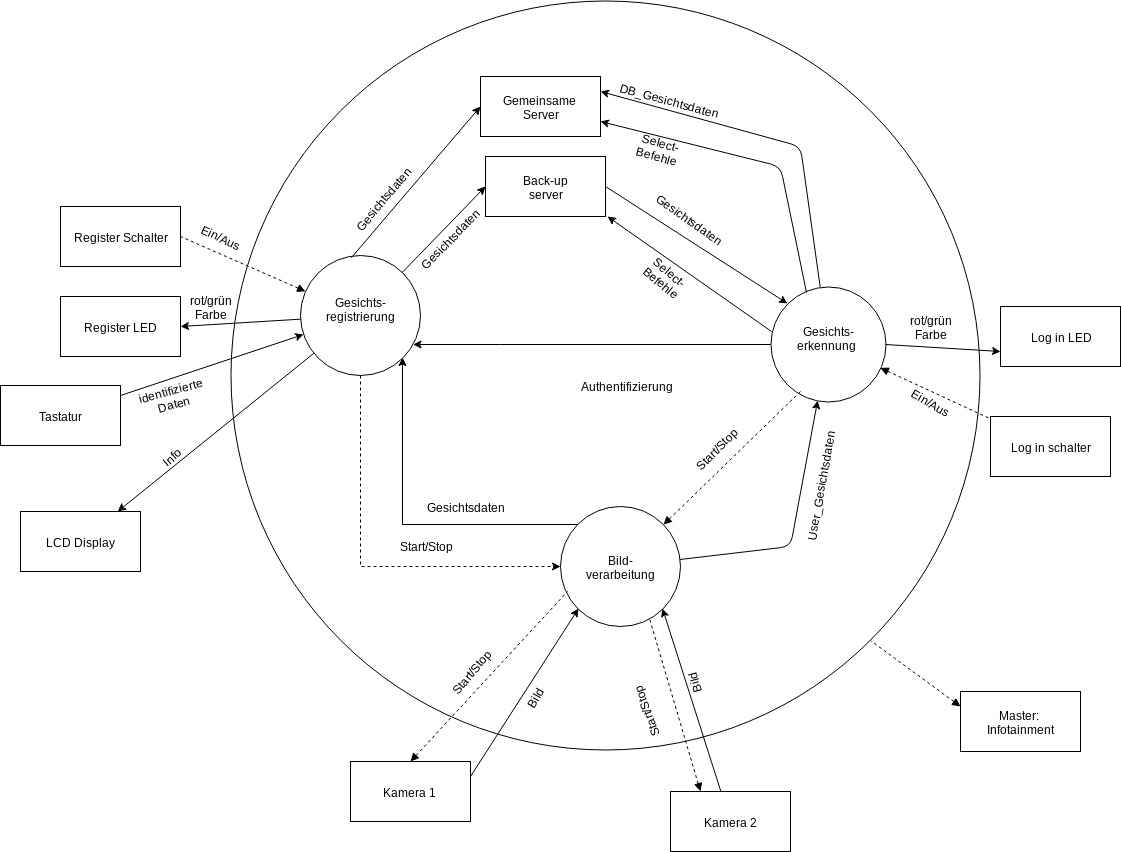 DB_Gesichtsdaten
Gemeinsame
Server
Select-
Befehle
Gesichtsdaten
Back-up
server
Gesichtsdaten
Gesichtsdaten
Select-
Befehle
Register Schalter
Ein/Aus
rot/grün
Farbe
Register LED
Gesichts-
registrierung
Gesichts-
erkennung
rot/grün
Farbe
Log in LED
identifizierte
Daten
Tastatur
Authentifizierung
Ein/Aus
Log in schalter
Info
Start/Stop
User_Gesichtsdaten
Gesichtsdaten
LCD Display
Start/Stop
Bild-
verarbeitung
Start/Stop
Bild
Bild
Start/Stop
Master:
Infotainment
Kamera 1
Kamera 2